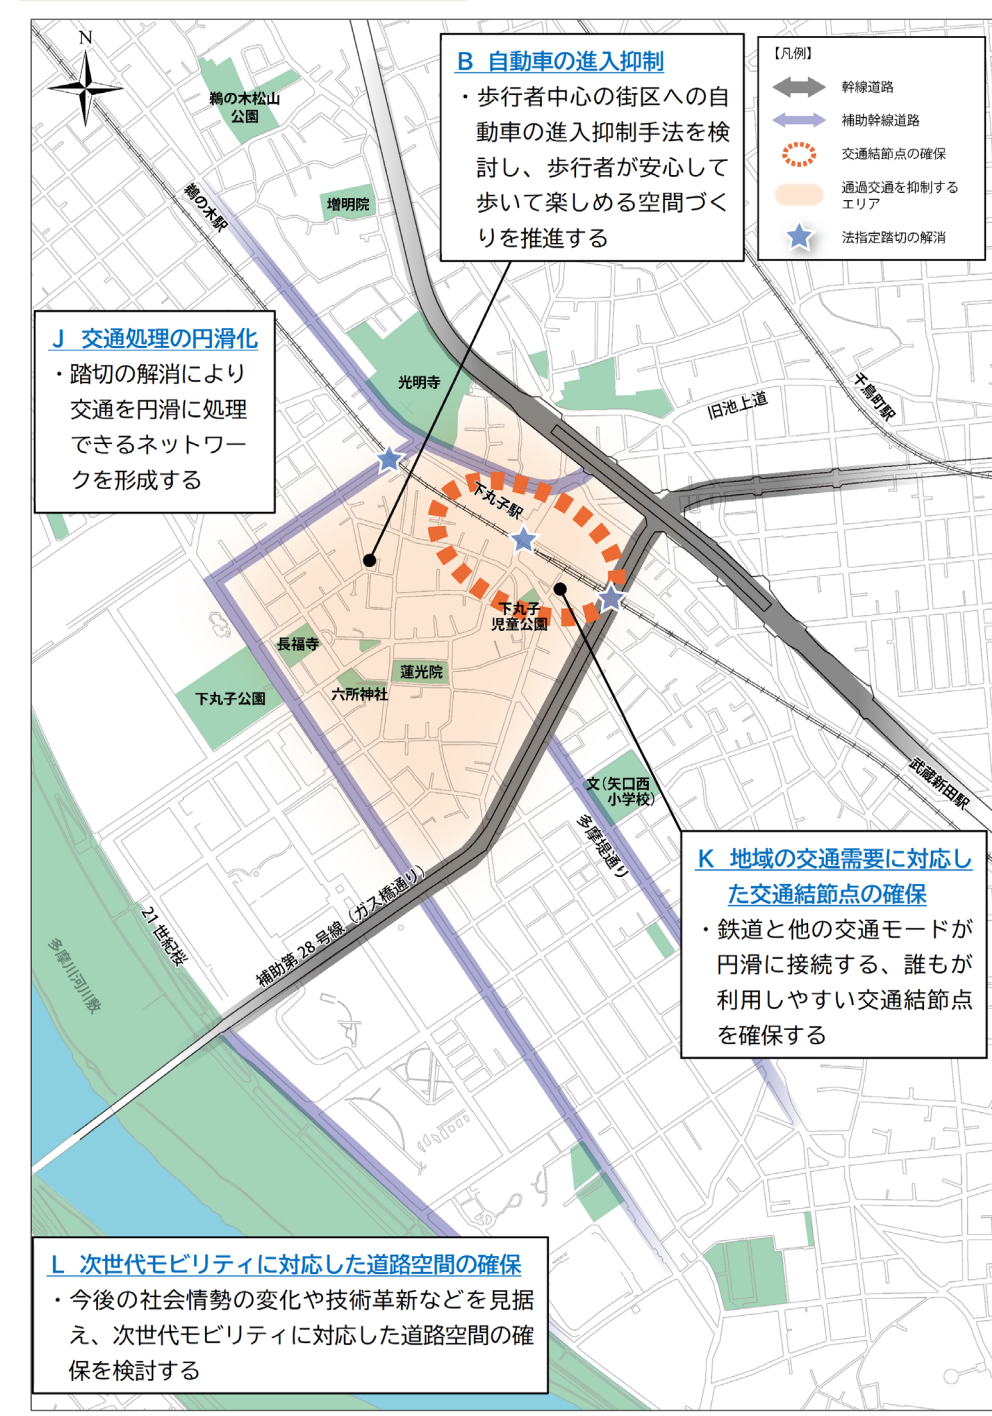 N
鵜の木松山
公園
鵜の木駅
増明院
B 自動車の進入抑制
・歩行者中心の街区への自
動車の進入抑制手法を検
討し、歩行者が安心して
歩いて楽しめる空間づく
りを推進する
【凡例】
幹線道路
補助幹線道路
交通結節点の確保
通過交通を抑制する
エリア
法指定踏切の解消
J 交通処理の円滑化
・踏切の解消により
交通を円滑に処理
できるネットワー
クを形成する
光明寺
旧池上道
千鳥町駅
下丸子駅
下丸子
児童公園
長福寺
蓮光院
六所神社
下丸子公園
武蔵新田駅
文(矢口西
小学校)
多摩堤通り
補助第28号線（ガス橋通り）
21世紀桜
多摩川河川敷
K 地域の交通需要に対応し
た交通結節点の確保
・鉄道と他の交通モードが
円滑に接続する、誰もが
利用しやすい交通結節点
を確保する
L 次世代モビリティに対応した道路空間の確保
・今後の社会情勢の変化や技術革新などを見据
え、次世代モビリティに対応した道路空間の確
保を検討する